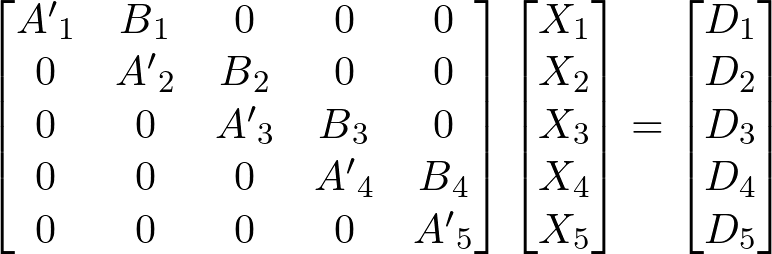 [A′₁ B₁ 0 0 0] [X₁] [D₁]
[0 A′₂ B₂ 0 0] [X₂] [D₂]
[0 0 A′₃ B₃ 0] [X₃] = [D₃]
[0 0 0 A′₄ B₄] [X₄] [D₄]
[0 0 0 0 A′₅] [X₅] [D₅]